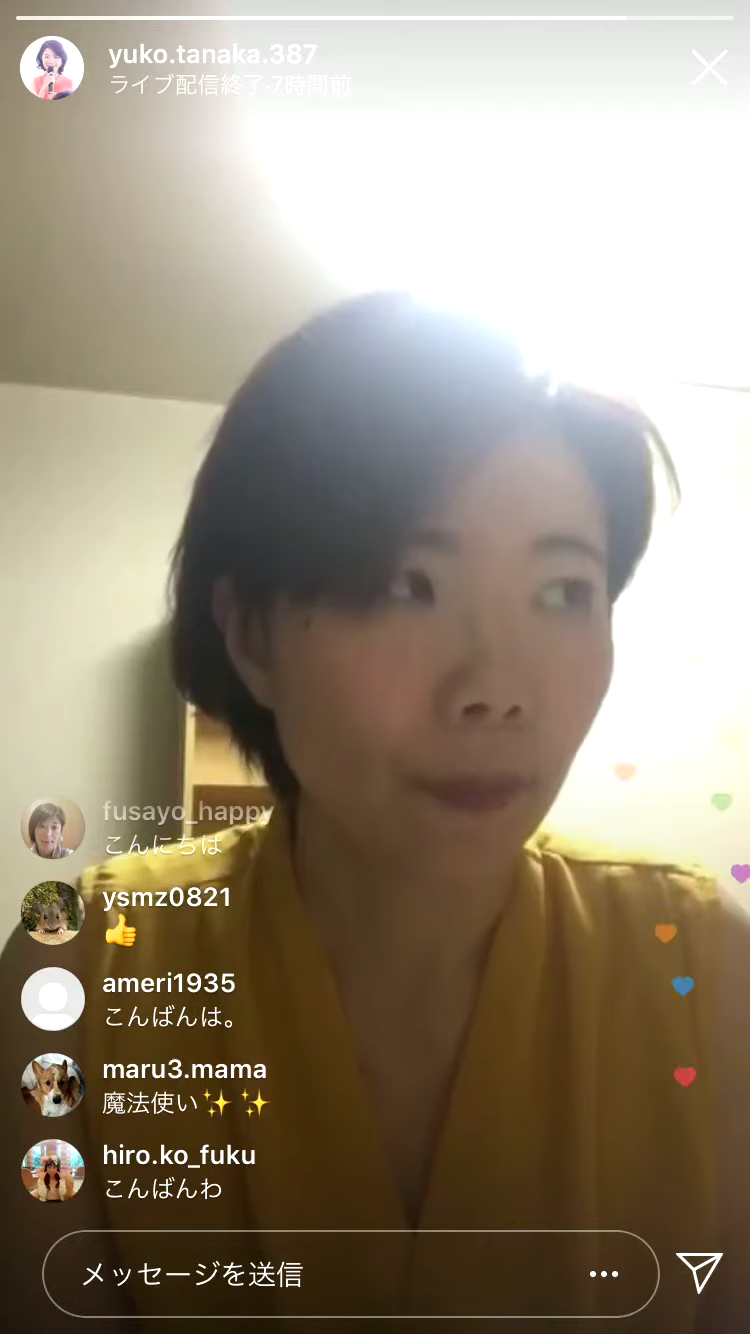 yuko.tanaka.387
ライブ配信終了·7時間前
fusayo_happy
こんにちは
ysmz0821
👍
ameri1935
こんばんは。
maru3.mama
魔法使い✨ ✨
hiro.ko_fuku
こんばんわ
メッセージを送信